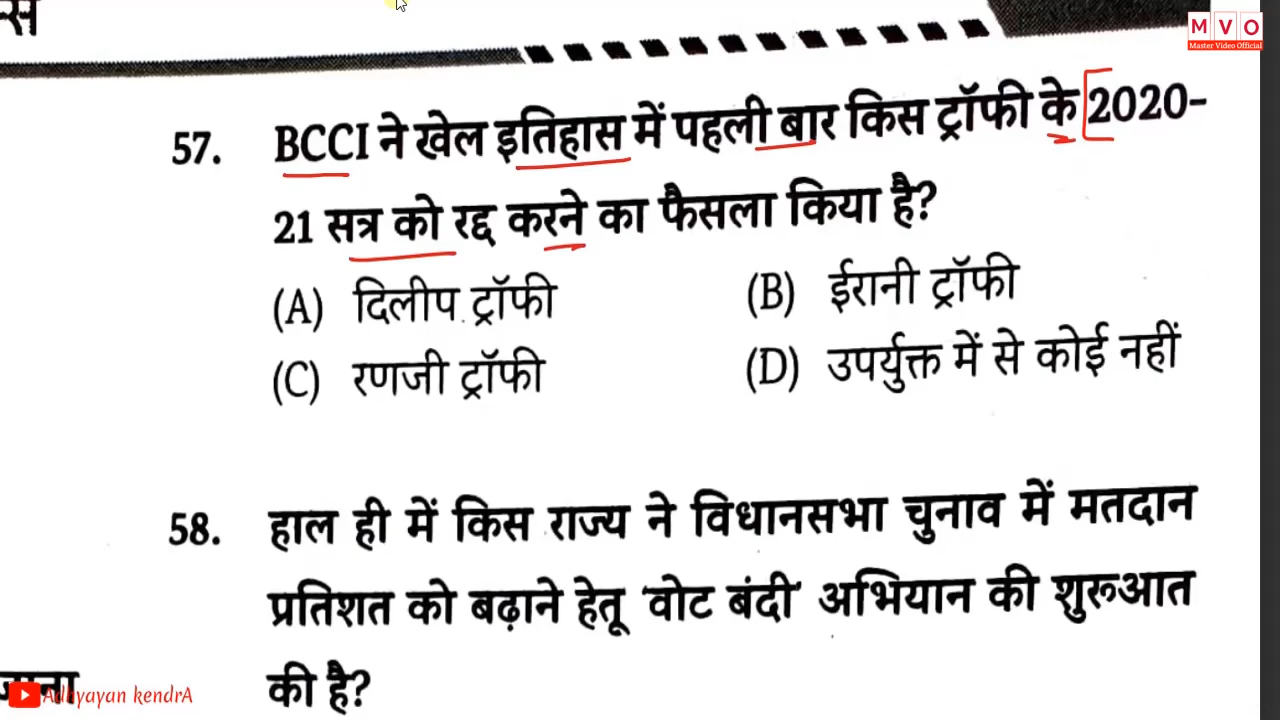 न्स
M V O
Master Video Official
57. BCCI ने खेल इतिहास में पहली बार किस ट्रॉफी के 2020-
21 सत्र को रद्द करने का फैसला किया है?
(A) दिलीप ट्रॉफी (B) ईरानी ट्रॉफी
(C) रणजी ट्रॉफी (D) उपर्युक्त में से कोई नहीं
58. हाल ही में किस राज्य ने विधानसभा चुनाव में मतदान
प्रतिशत को बढ़ाने हेतू 'वोट बंदी' अभियान की शुरूआत
की है?
Adhyayan kendrA